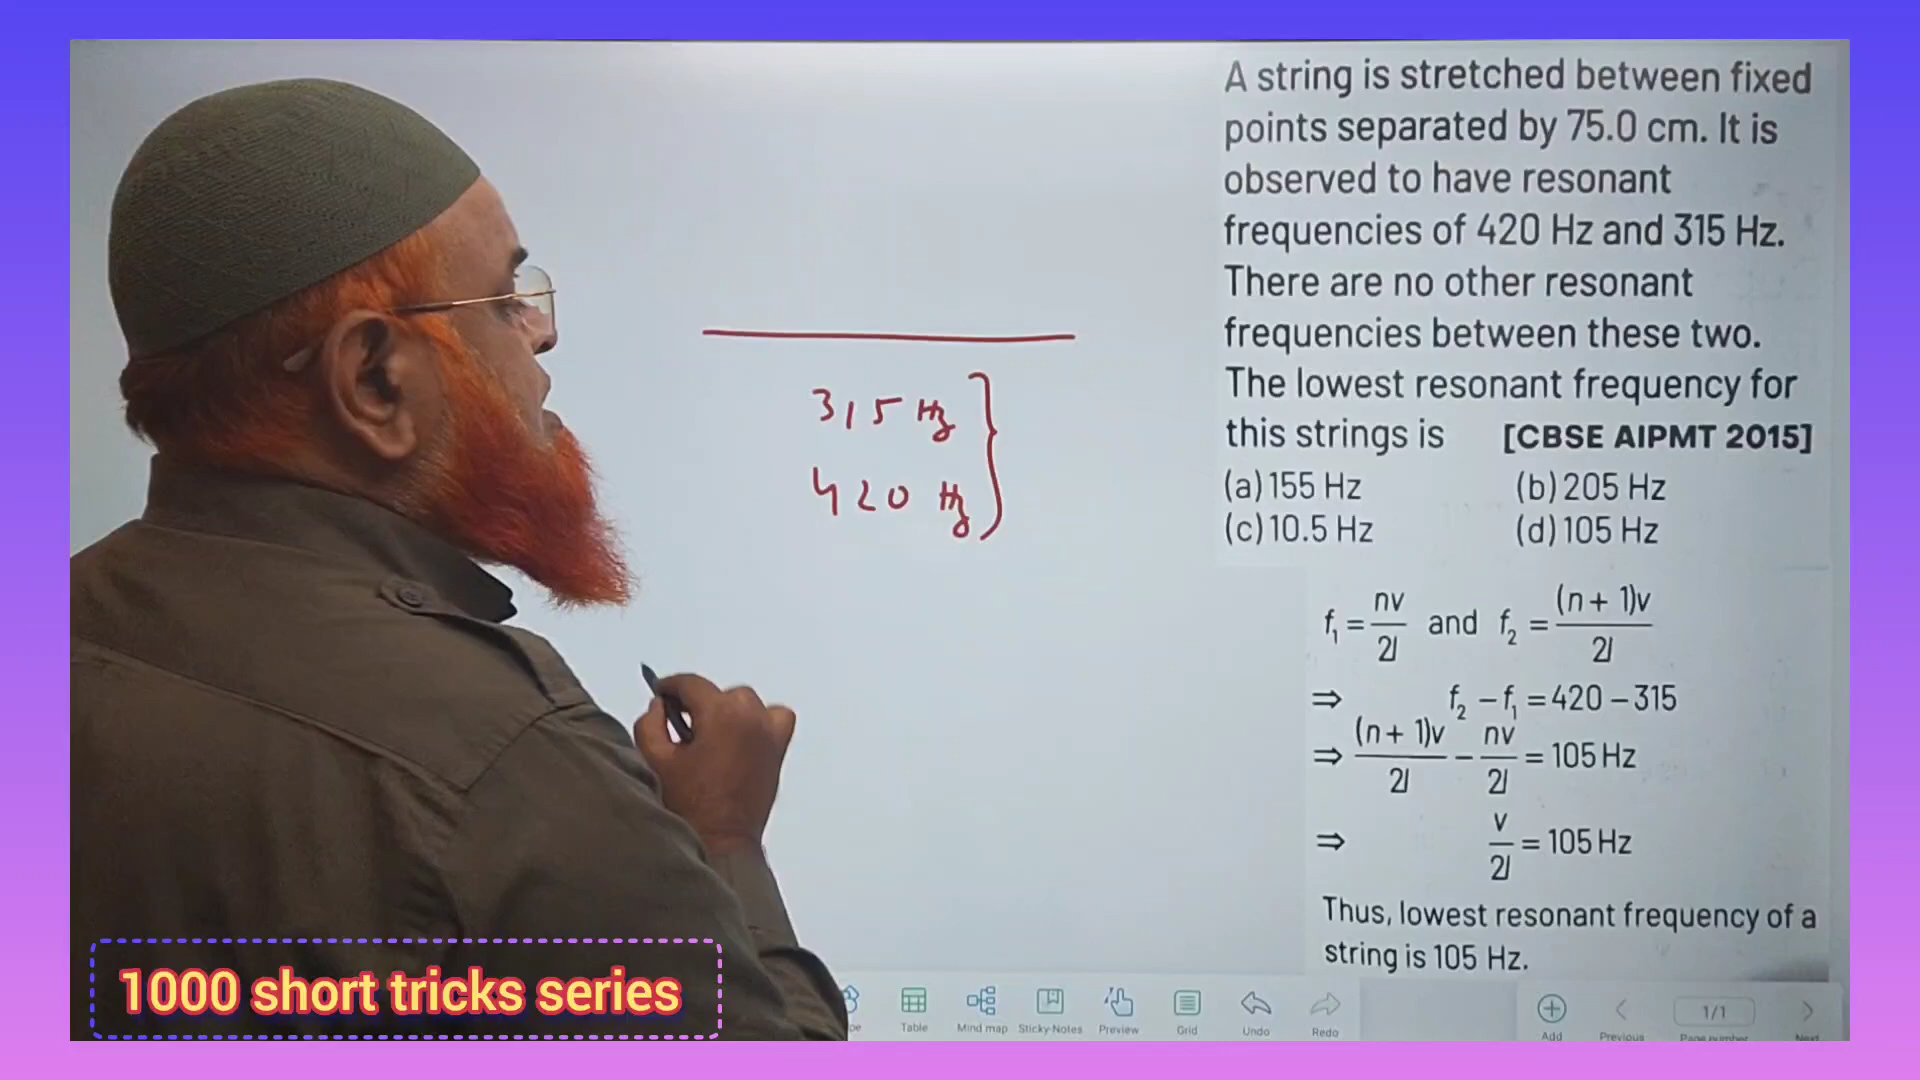 A string is stretched between fixed
points separated by 75.0 cm. It is
observed to have resonant
frequencies of 420 Hz and 315 Hz.
There are no other resonant
frequencies between these two.
The lowest resonant frequency for
this strings is [CBSE AIPMT 2015]
(a) 155 Hz (b) 205 Hz
(c) 10.5 Hz (d) 105 Hz
315 Hz
420 Hz
f₁ = nv/2l and f₂ = (n + 1)v/2l
⇒ f₂ − f₁ = 420 − 315
⇒ (n + 1)v/2l − nv/2l = 105 Hz
⇒ v/2l = 105 Hz
Thus, lowest resonant frequency of a
string is 105 Hz.
1000 short tricks series
Table Mind map Sticky-Notes Preview Grid Undo Redo Add Previous 1/1 Page number Next